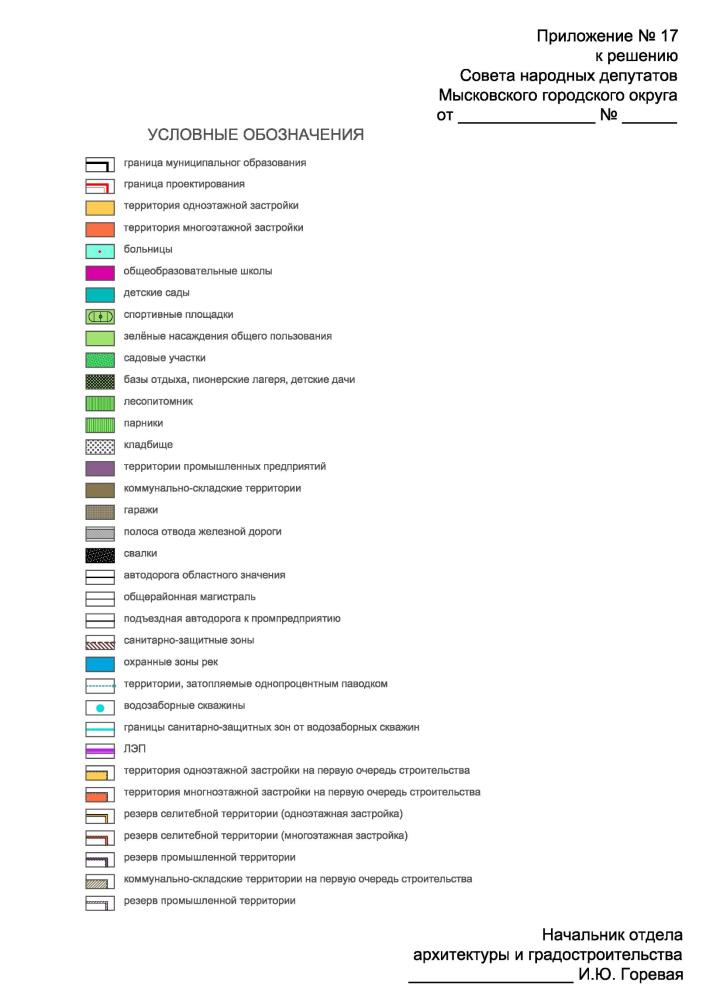 Приложение № 17
к решению
Совета народных депутатов
Мысковского городского округа
от _______________ № ______
УСЛОВНЫЕ ОБОЗНАЧЕНИЯ
граница муниципальног образования
граница проектирования
территория одноэтажной застройки
территория многоэтажной застройки
больницы
общеобразовательные школы
детские сады
спортивные площадки
зелёные насаждения общего пользования
садовые участки
базы отдыха, пионерские лагеря, детские дачи
лесопитомник
парники
кладбище
территории промышленных предприятий
коммунально-складские территории
гаражи
полоса отвода железной дороги
свалки
автодорога областного значения
общерайонная магистраль
подъездная автодорога к промпредприятию
санитарно-защитные зоны
охранные зоны рек
территории, затопляемые однопроцентным паводком
водозаборные скважины
границы санитарно-защитных зон от водозаборных скважин
ЛЭП
территория одноэтажной застройки на первую очередь строительства
территория многноэтажной застройки на первую очередь строительства
резерв селитебной территории (одноэтажная застройка)
резерв селитебной территории (многоэтажная застройка)
резерв промышленной территории
коммунально-складские территории на первую очередь строительства
резерв промышленной территории
Начальник отдела
архитектуры и градостроительства
__________________ И.Ю. Горевая